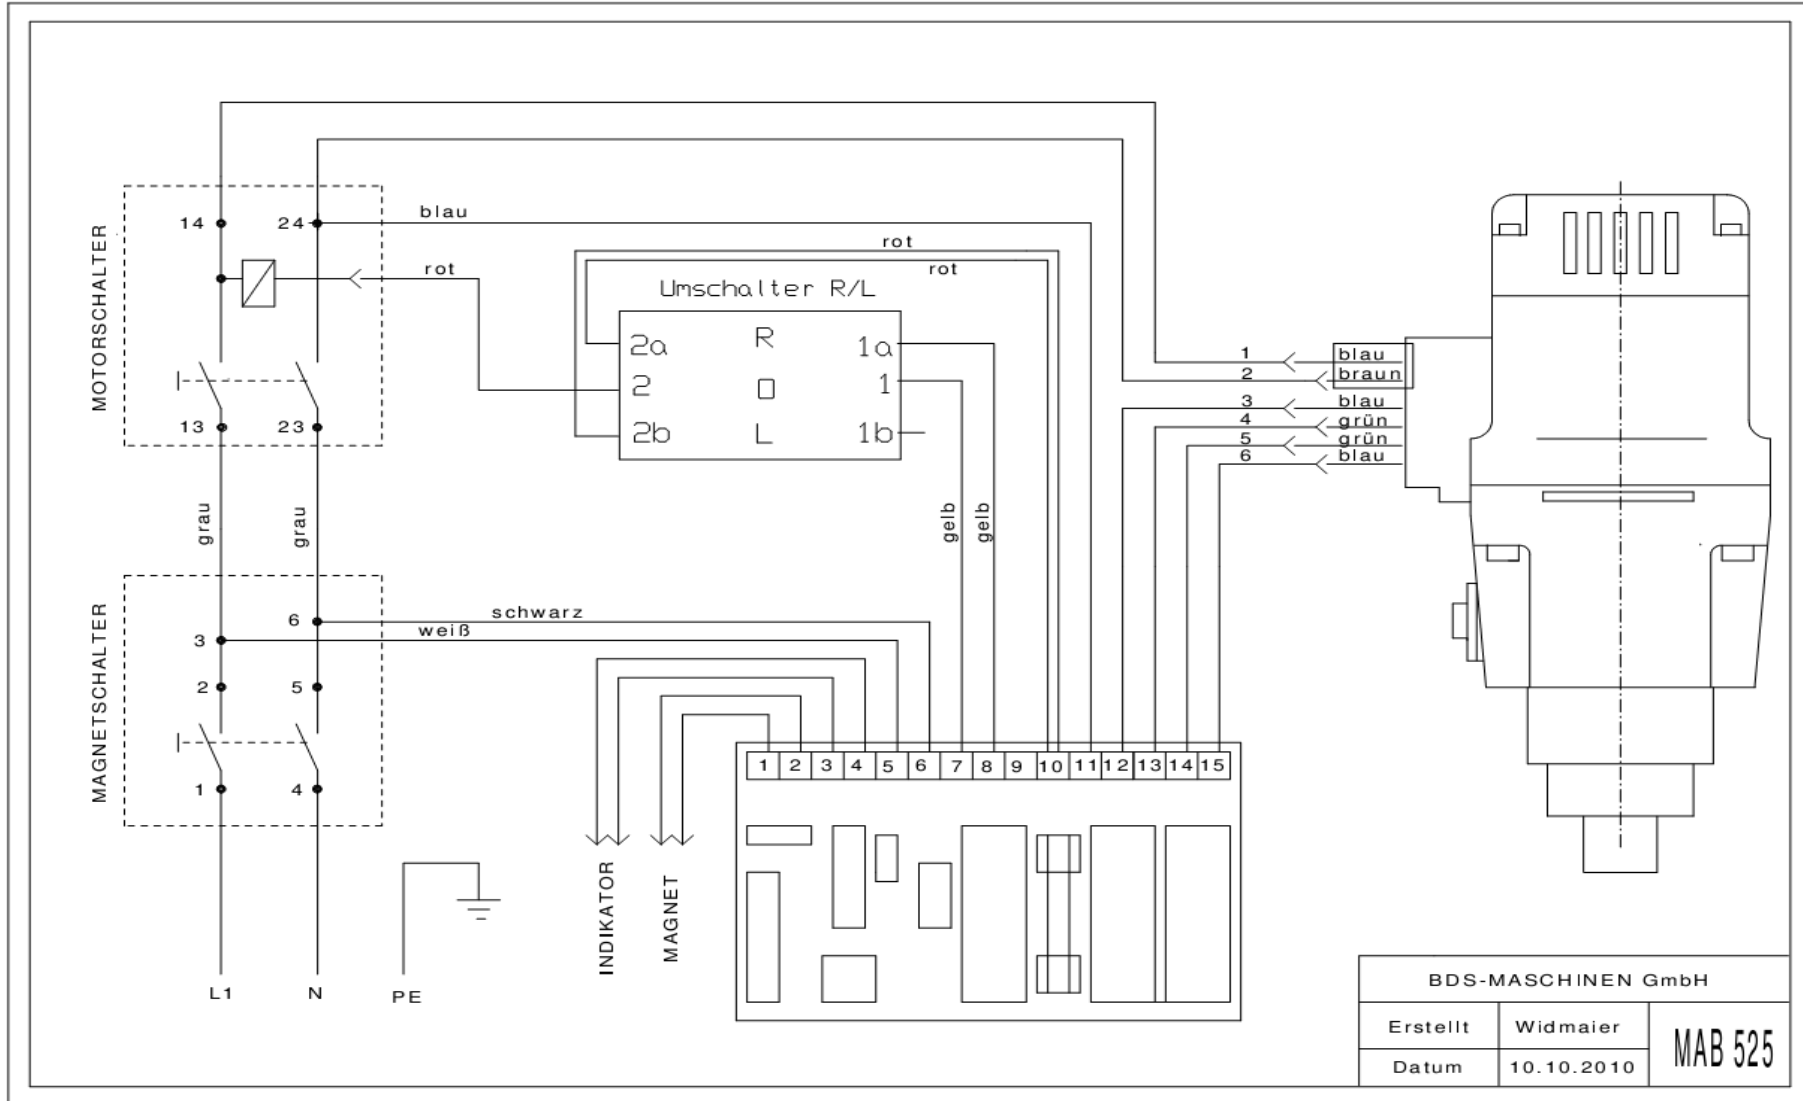 MOTORSCHALTER
14
24
13
23
blau
rot
rot
rot
Umschalter R/L
2a
R
1a
2
O
1
2b
L
1b
1
blau
2
braun
3
blau
4
grün
5
grün
6
blau
grau
grau
gelb
gelb
MAGNETSCHALTER
6
3
2
5
1
4
schwarz
weiß
1 2 3 4 5 6 7 8 9 10 11 12 13 14 15
INDIKATOR
MAGNET
L1
N
PE
BDS-MASCHINEN GmbH
Erstellt
Widmaier
Datum
10.10.2010
MAB 525